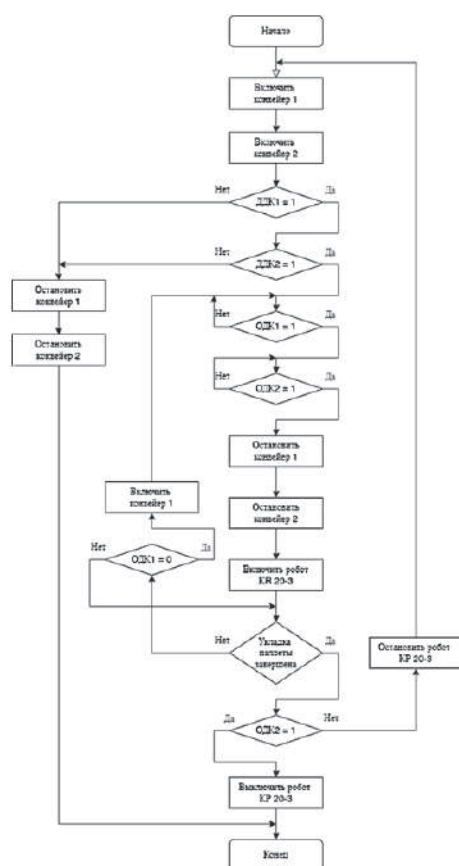 Начало
Включить
конвейер 1
Включить
конвейер 2
Нет
Да
ДДК1 = 1
Нет
Да
ДДК2 = 1
Остановить
конвейер 1
Нет
Да
ОДК1 = 1
Остановить
конвейер 2
Нет
Да
ОДК2 = 1
Остановить
конвейер 1
Включить
конвейер 1
Остановить
конвейер 2
Нет
Да
ОДК1 = 0
Включить робот
KR 20-3
Нет
Да
Укладка
паллеты
завершена
Остановить робот
КР 20-3
Да
Нет
ОДК2 = 1
Выключить робот
КР 20-3
Конец